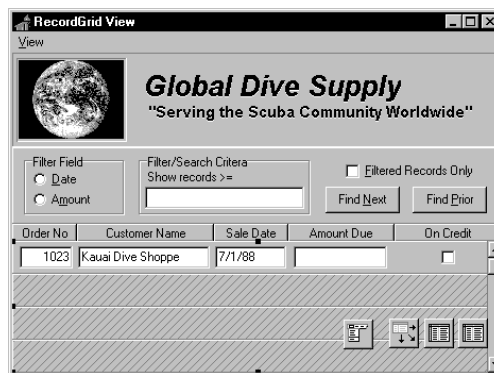 RecordGrid View
View
Global Dive Supply
"Serving the Scuba Community Worldwide"
Filter Field
Date
Amount
Filter/Search Critera
Show records >=
Filtered Records Only
Find Next
Find Prior
Order No Customer Name Sale Date Amount Due On Credit
1023 Kauai Dive Shoppe 7/1/88